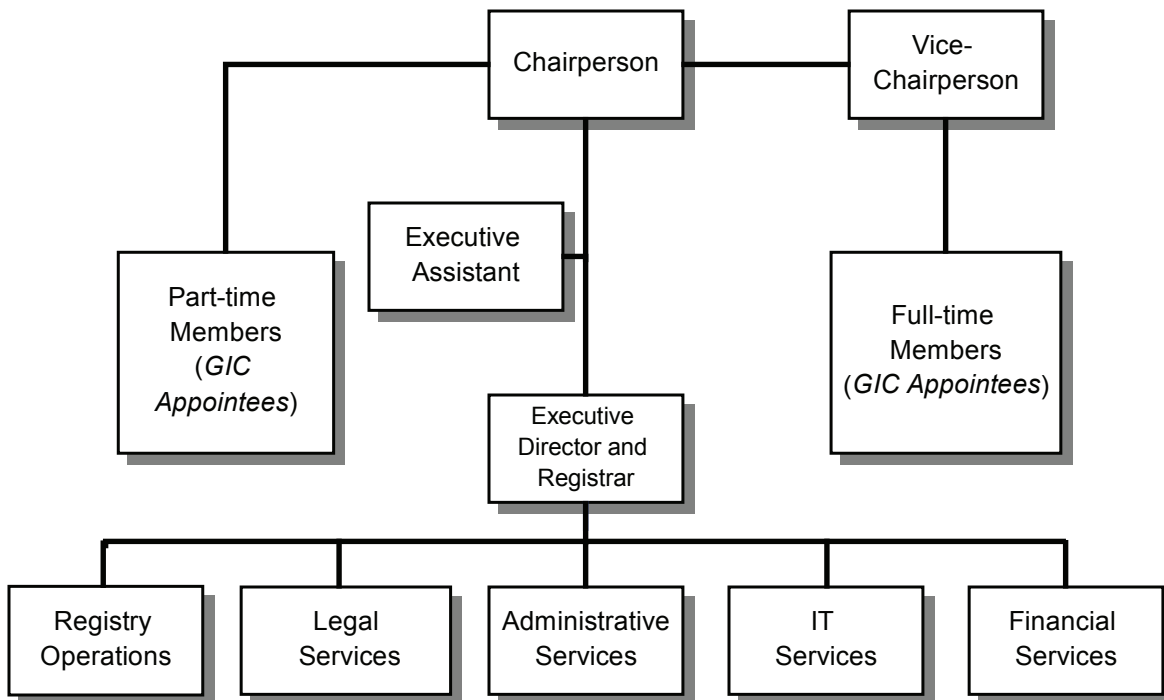 Chairperson
Vice-
Chairperson
Executive
Assistant
Part-time
Members
(GIC
Appointees)
Full-time
Members
(GIC Appointees)
Executive
Director and
Registrar
Registry
Operations
Legal
Services
Administrative
Services
IT
Services
Financial
Services